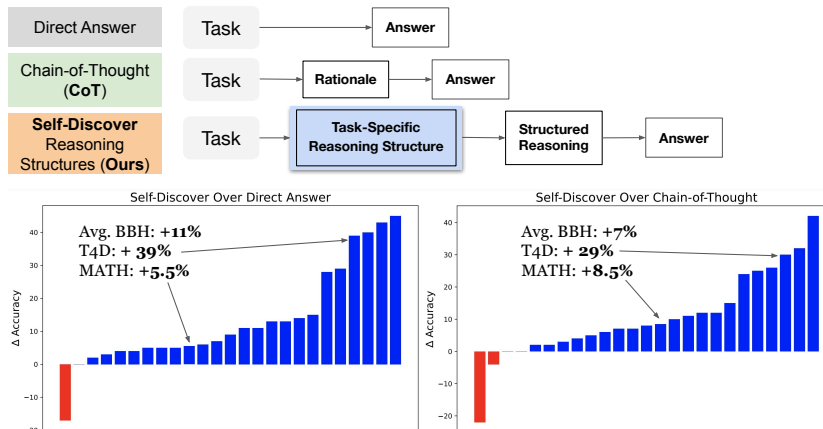 Direct Answer
Task
Answer
Chain-of-Thought
(CoT)
Task
Rationale
Answer
Self-Discover
Reasoning
Structures (Ours)
Task
Task-Specific
Reasoning Structure
Structured
Reasoning
Answer
Self-Discover Over Direct Answer
Avg. BBH: +11%
T4D: + 39%
MATH: +5.5%
Δ Accuracy
40
30
20
10
0
−10
Self-Discover Over Chain-of-Thought
Avg. BBH: +7%
T4D: + 29%
MATH: +8.5%
Δ Accuracy
40
30
20
10
0
−10
−20